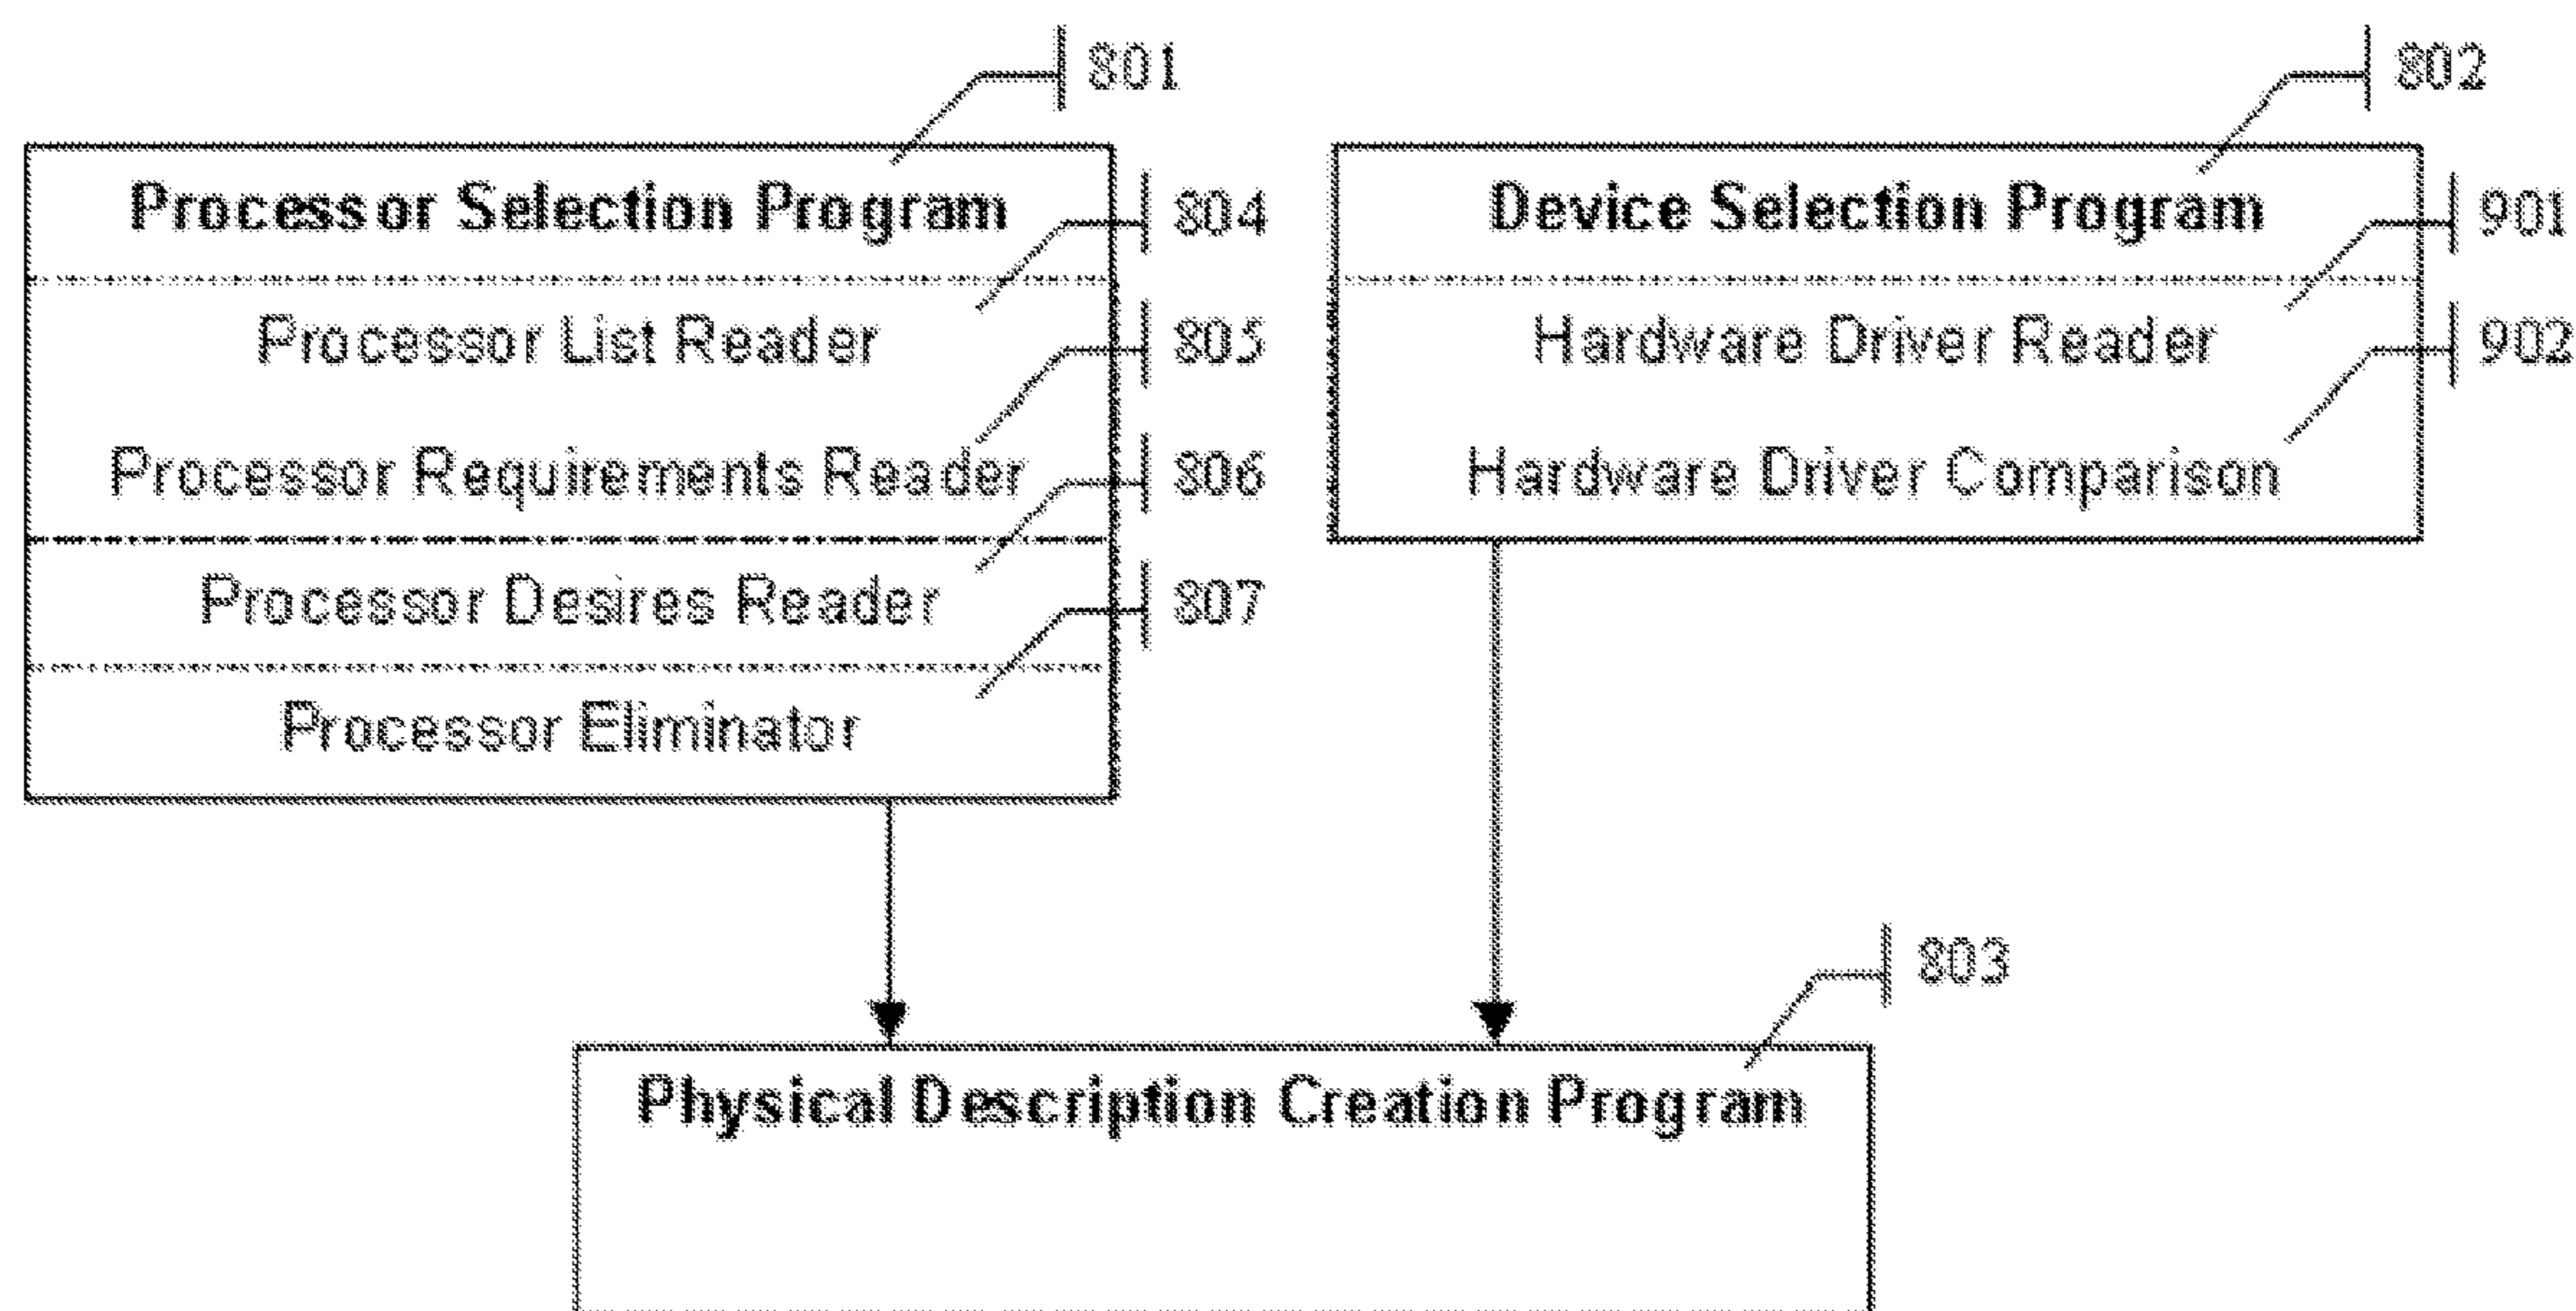 801
Processor Selection Program
804
Processor List Reader
805
Processor Requirements Reader
806
Processor Desires Reader
807
Processor Eliminator
802
Device Selection Program
901
Hardware Driver Reader
902
Hardware Driver Comparison
803
Physical Description Creation Program